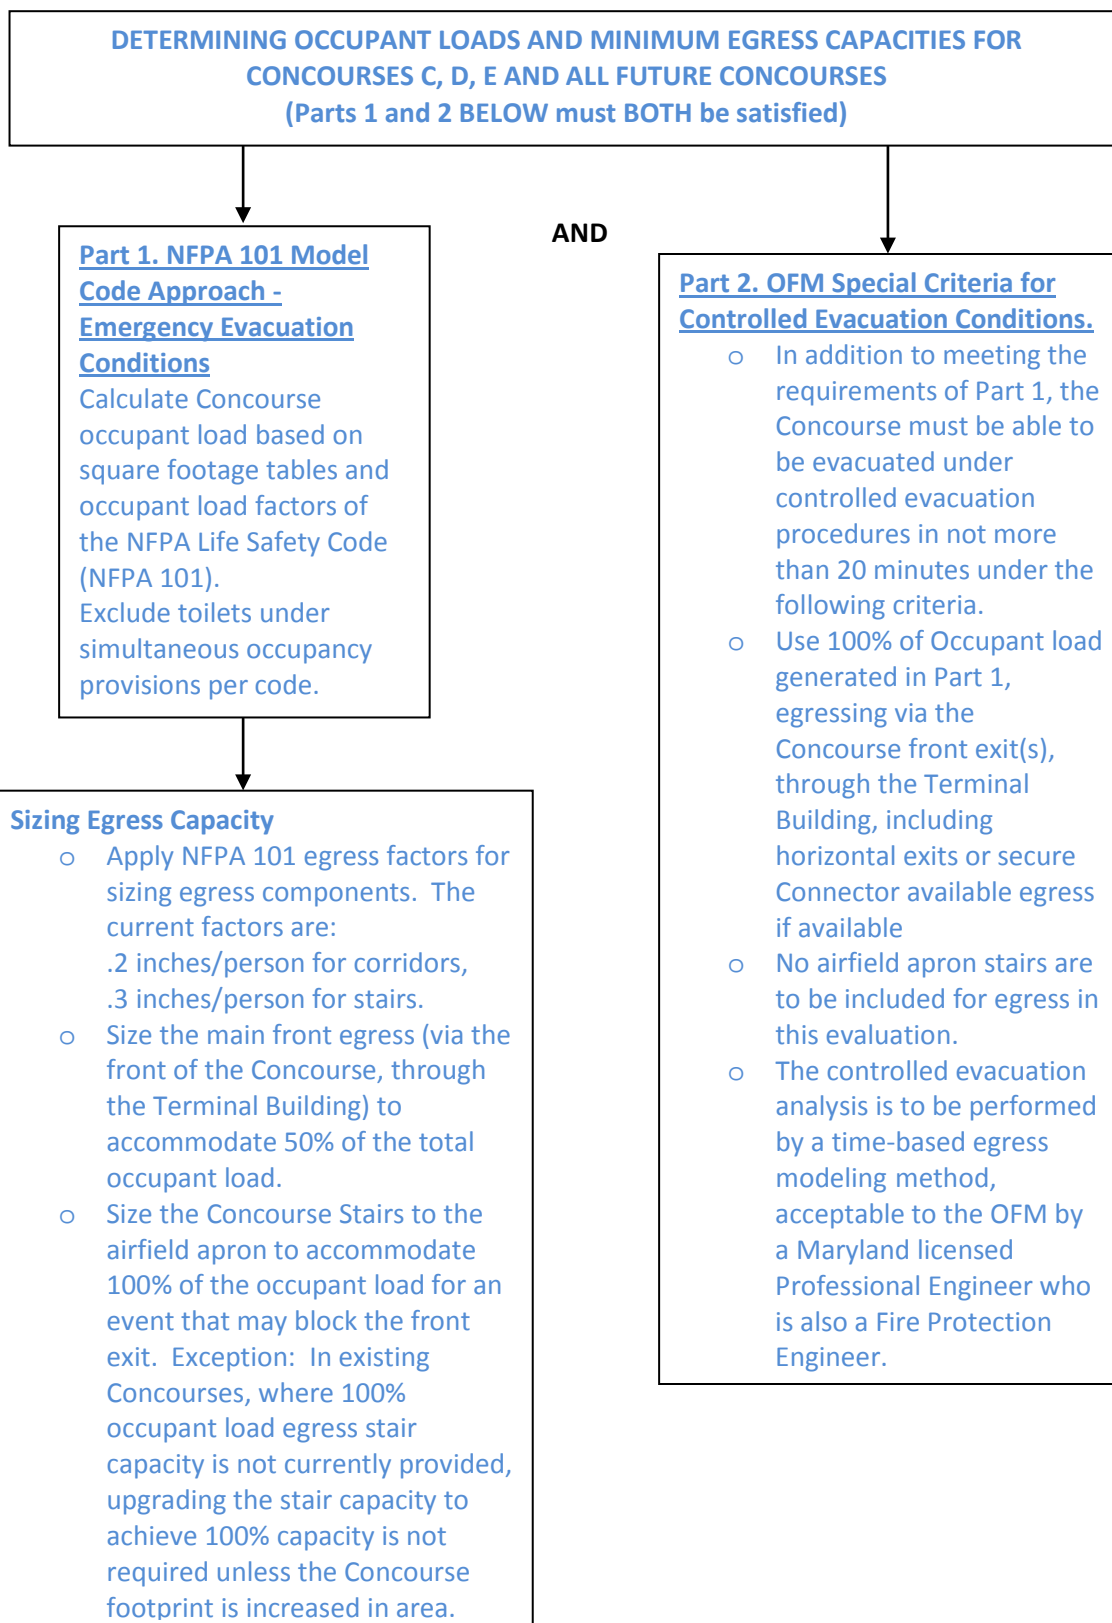 DETERMINING OCCUPANT LOADS AND MINIMUM EGRESS CAPACITIES FOR
CONCOURSES C, D, E AND ALL FUTURE CONCOURSES
(Parts 1 and 2 BELOW must BOTH be satisfied)
Part 1. NFPA 101 Model
Code Approach -
Emergency Evacuation
Conditions
Calculate Concourse
occupant load based on
square footage tables and
occupant load factors of
the NFPA Life Safety Code
(NFPA 101).
Exclude toilets under
simultaneous occupancy
provisions per code.
Sizing Egress Capacity
o Apply NFPA 101 egress factors for
sizing egress components. The
current factors are:
.2 inches/person for corridors,
.3 inches/person for stairs.
o Size the main front egress (via the
front of the Concourse, through
the Terminal Building) to
accommodate 50% of the total
occupant load.
o Size the Concourse Stairs to the
airfield apron to accommodate
100% of the occupant load for an
event that may block the front
exit. Exception: In existing
Concourses, where 100%
occupant load egress stair
capacity is not currently provided,
upgrading the stair capacity to
achieve 100% capacity is not
required unless the Concourse
footprint is increased in area.
AND
Part 2. OFM Special Criteria for
Controlled Evacuation Conditions.
o In addition to meeting the
requirements of Part 1, the
Concourse must be able to
be evacuated under
controlled evacuation
procedures in not more
than 20 minutes under the
following criteria.
o Use 100% of Occupant load
generated in Part 1,
egressing via the
Concourse front exit(s),
through the Terminal
Building, including
horizontal exits or secure
Connector available egress
if available
o No airfield apron stairs are
to be included for egress in
this evaluation.
o The controlled evacuation
analysis is to be performed
by a time-based egress
modeling method,
acceptable to the OFM by
a Maryland licensed
Professional Engineer who
is also a Fire Protection
Engineer.